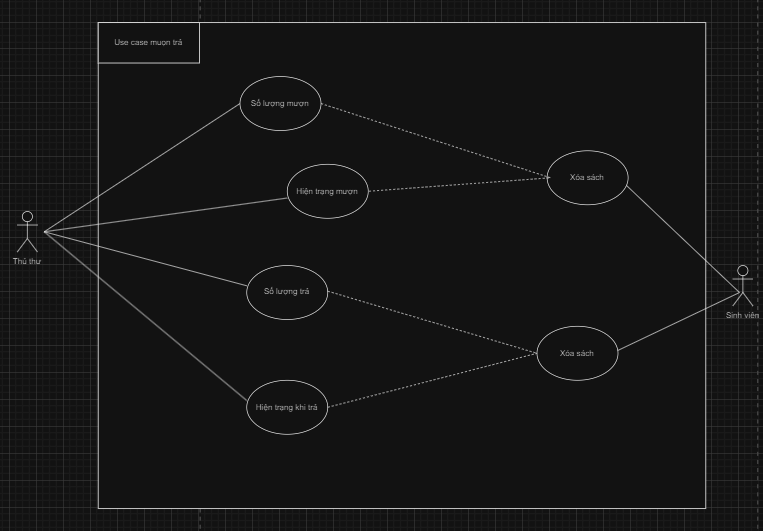 Use case mượn trả
Số lượng mượn
Hiện trạng mượn
Xóa sách
Thủ thư
Số lượng trả
Sinh viên
Xóa sách
Hiện trạng khi trả